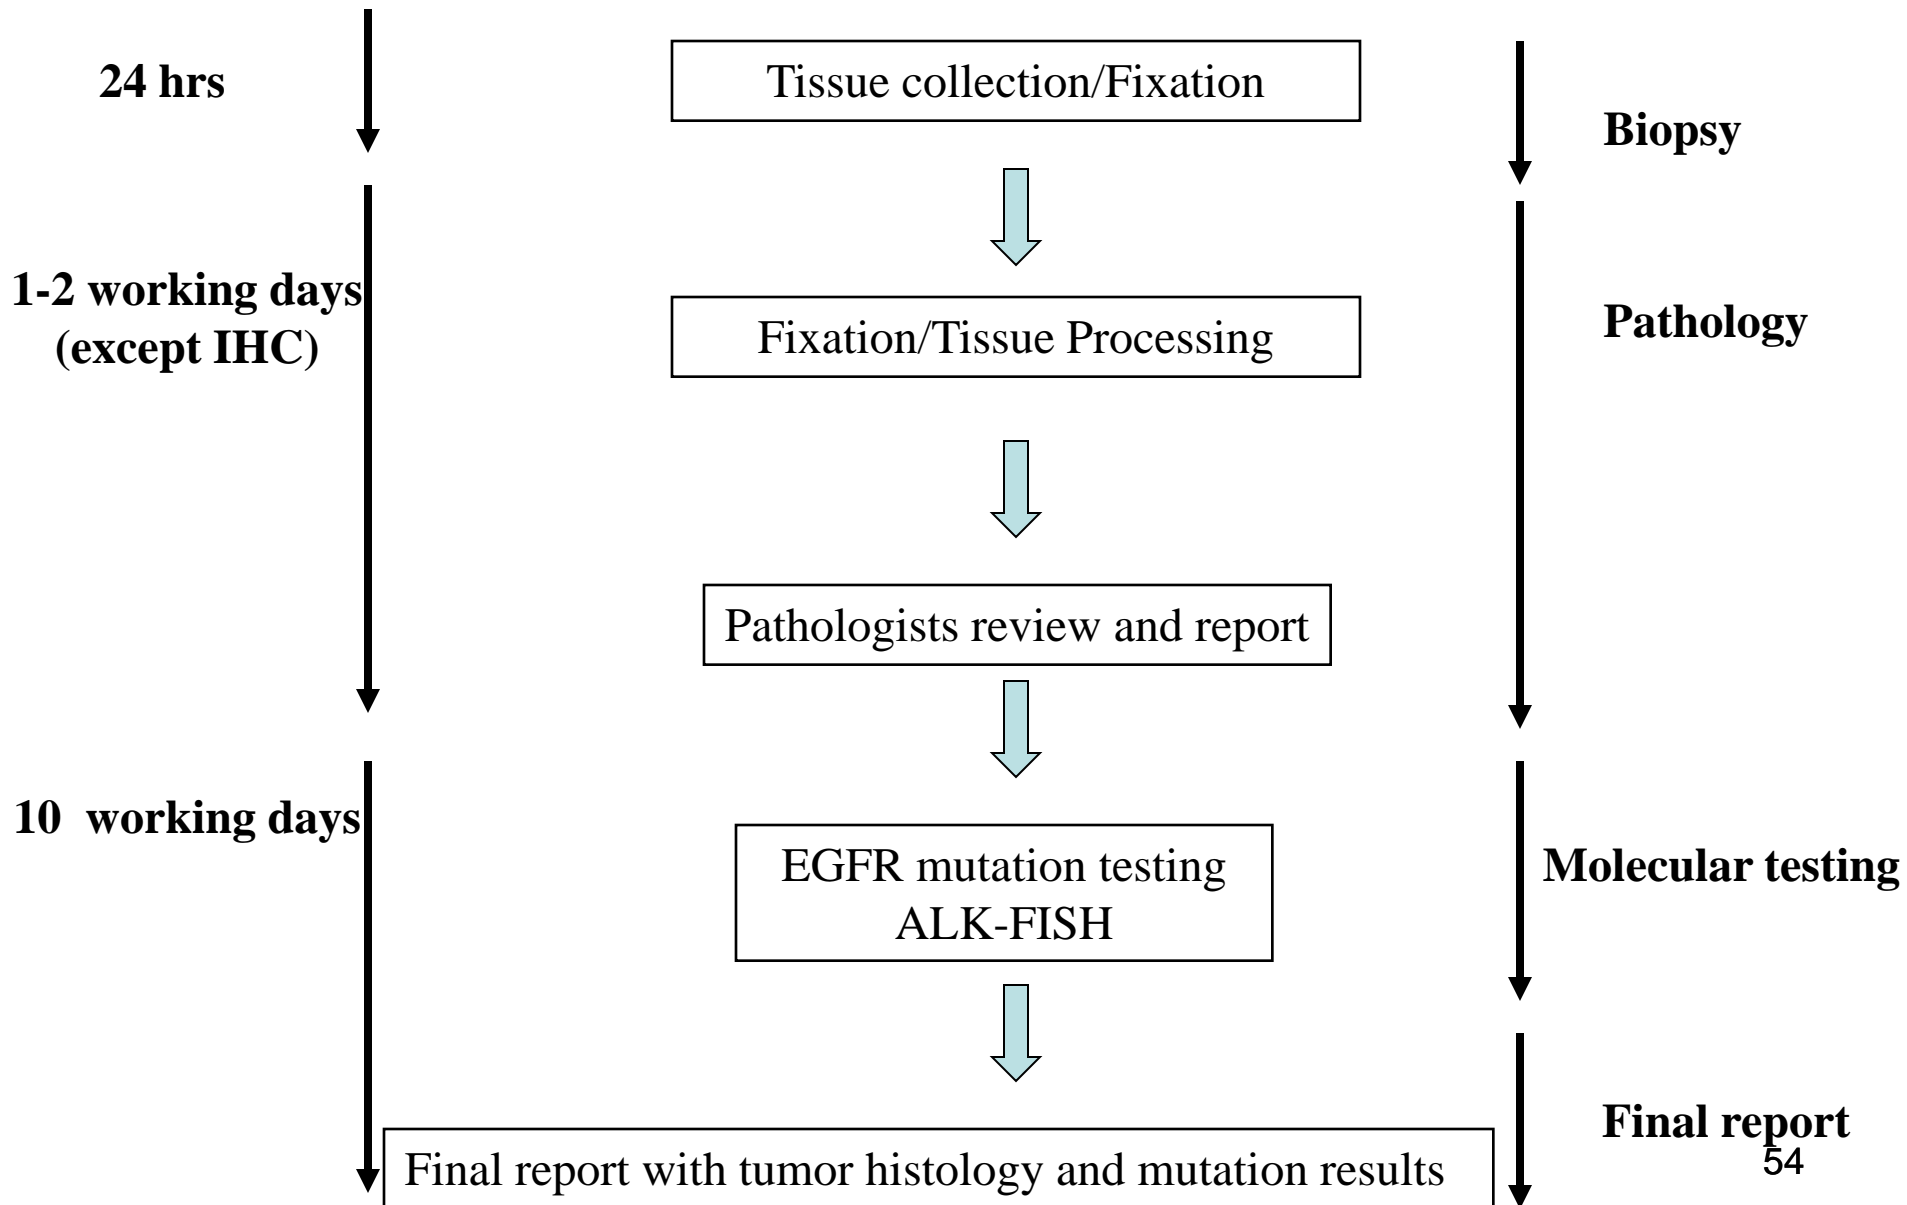 24 hrs
Tissue collection/Fixation
Biopsy
1-2 working days
(except IHC)
Fixation/Tissue Processing
Pathology
Pathologists review and report
10  working days
EGFR mutation testing
ALK-FISH
Molecular testing
Final report with tumor histology and mutation results
Final report
54